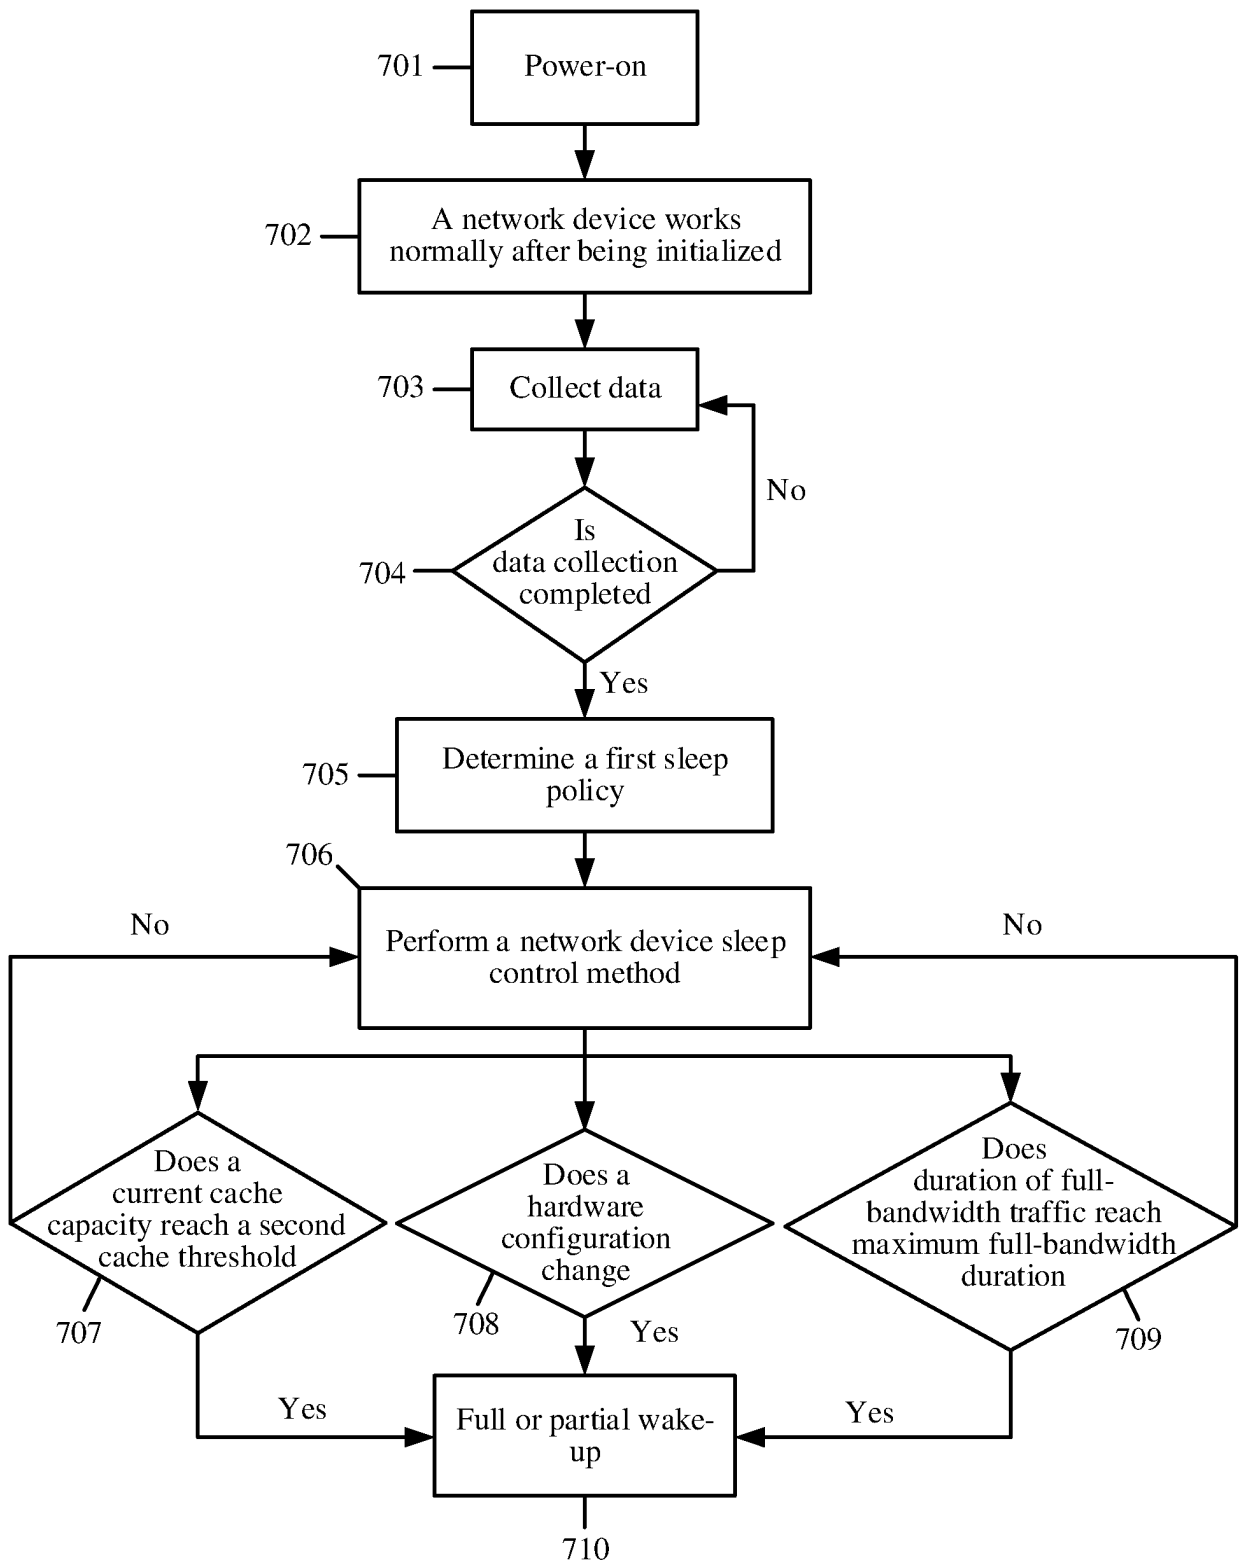 701
Power-on
702
A network device works
normally after being initialized
703
Collect data
No
704
Is
data collection
completed
Yes
705
Determine a first sleep
policy
706
No
No
Perform a network device sleep
control method
Does a
current cache
capacity reach a second
cache threshold
707
Does a
hardware
configuration
change
708
Does
duration of full-
bandwidth traffic reach
maximum full-bandwidth
duration
709
Yes
Yes
Yes
Full or partial wake-
up
710